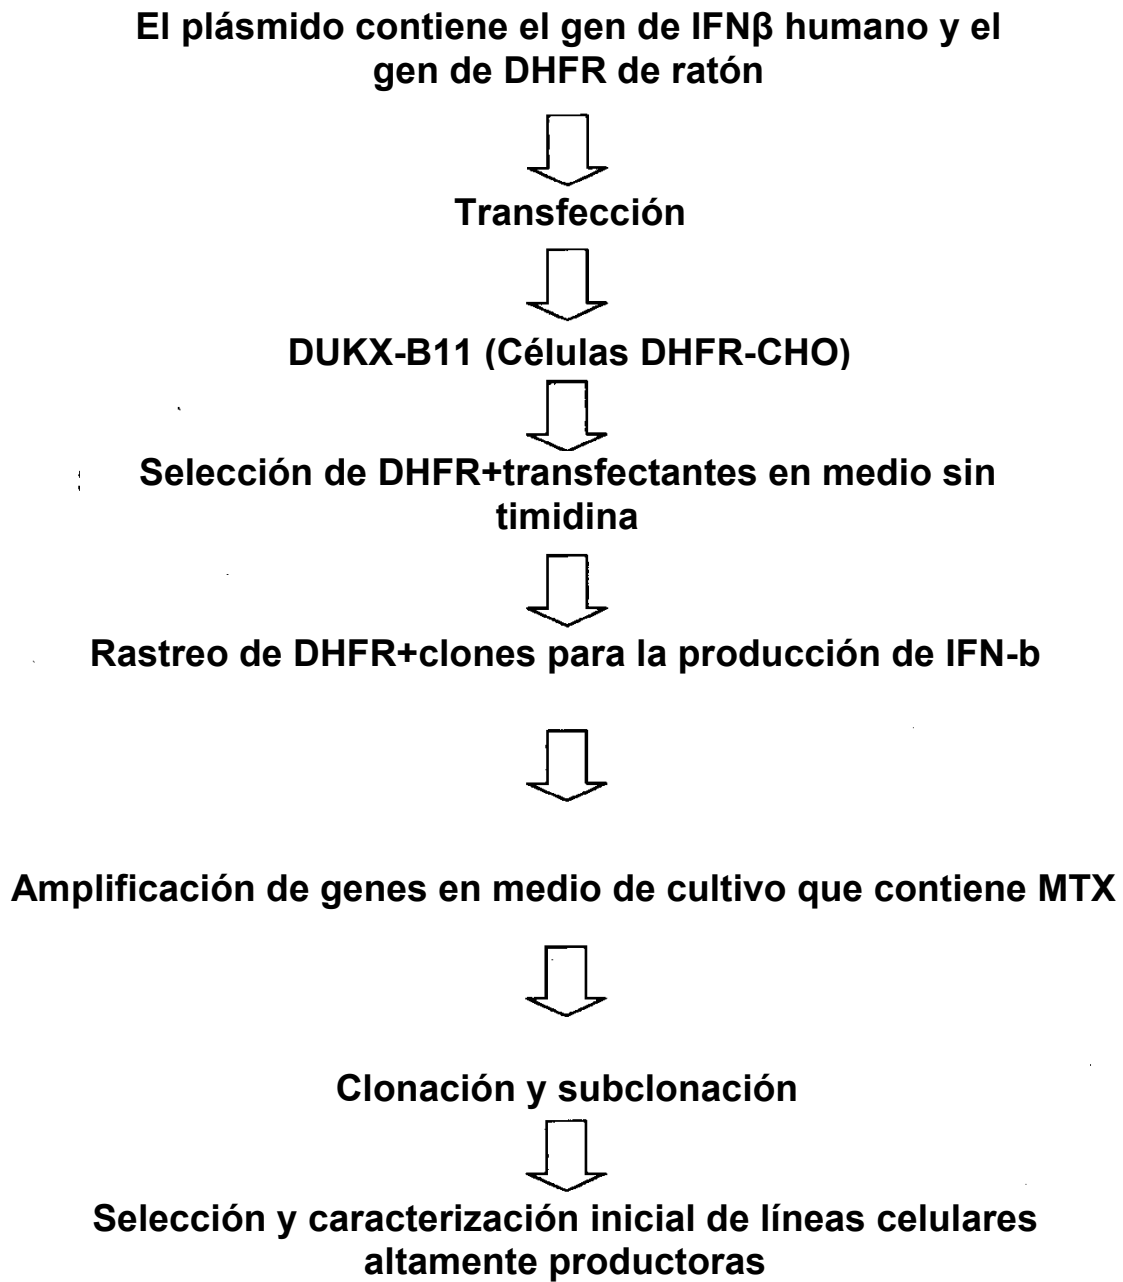 El plásmido contiene el gen de IFNβ humano y el
gen de DHFR de ratón
Transfección
DUKX-B11 (Células DHFR-CHO)
Selección de DHFR+transfectantes en medio sin
timidina
Rastreo de DHFR+clones para la producción de IFN-b
Amplificación de genes en medio de cultivo que contiene MTX
Clonación y subclonación
Selección y caracterización inicial de líneas celulares
altamente productoras